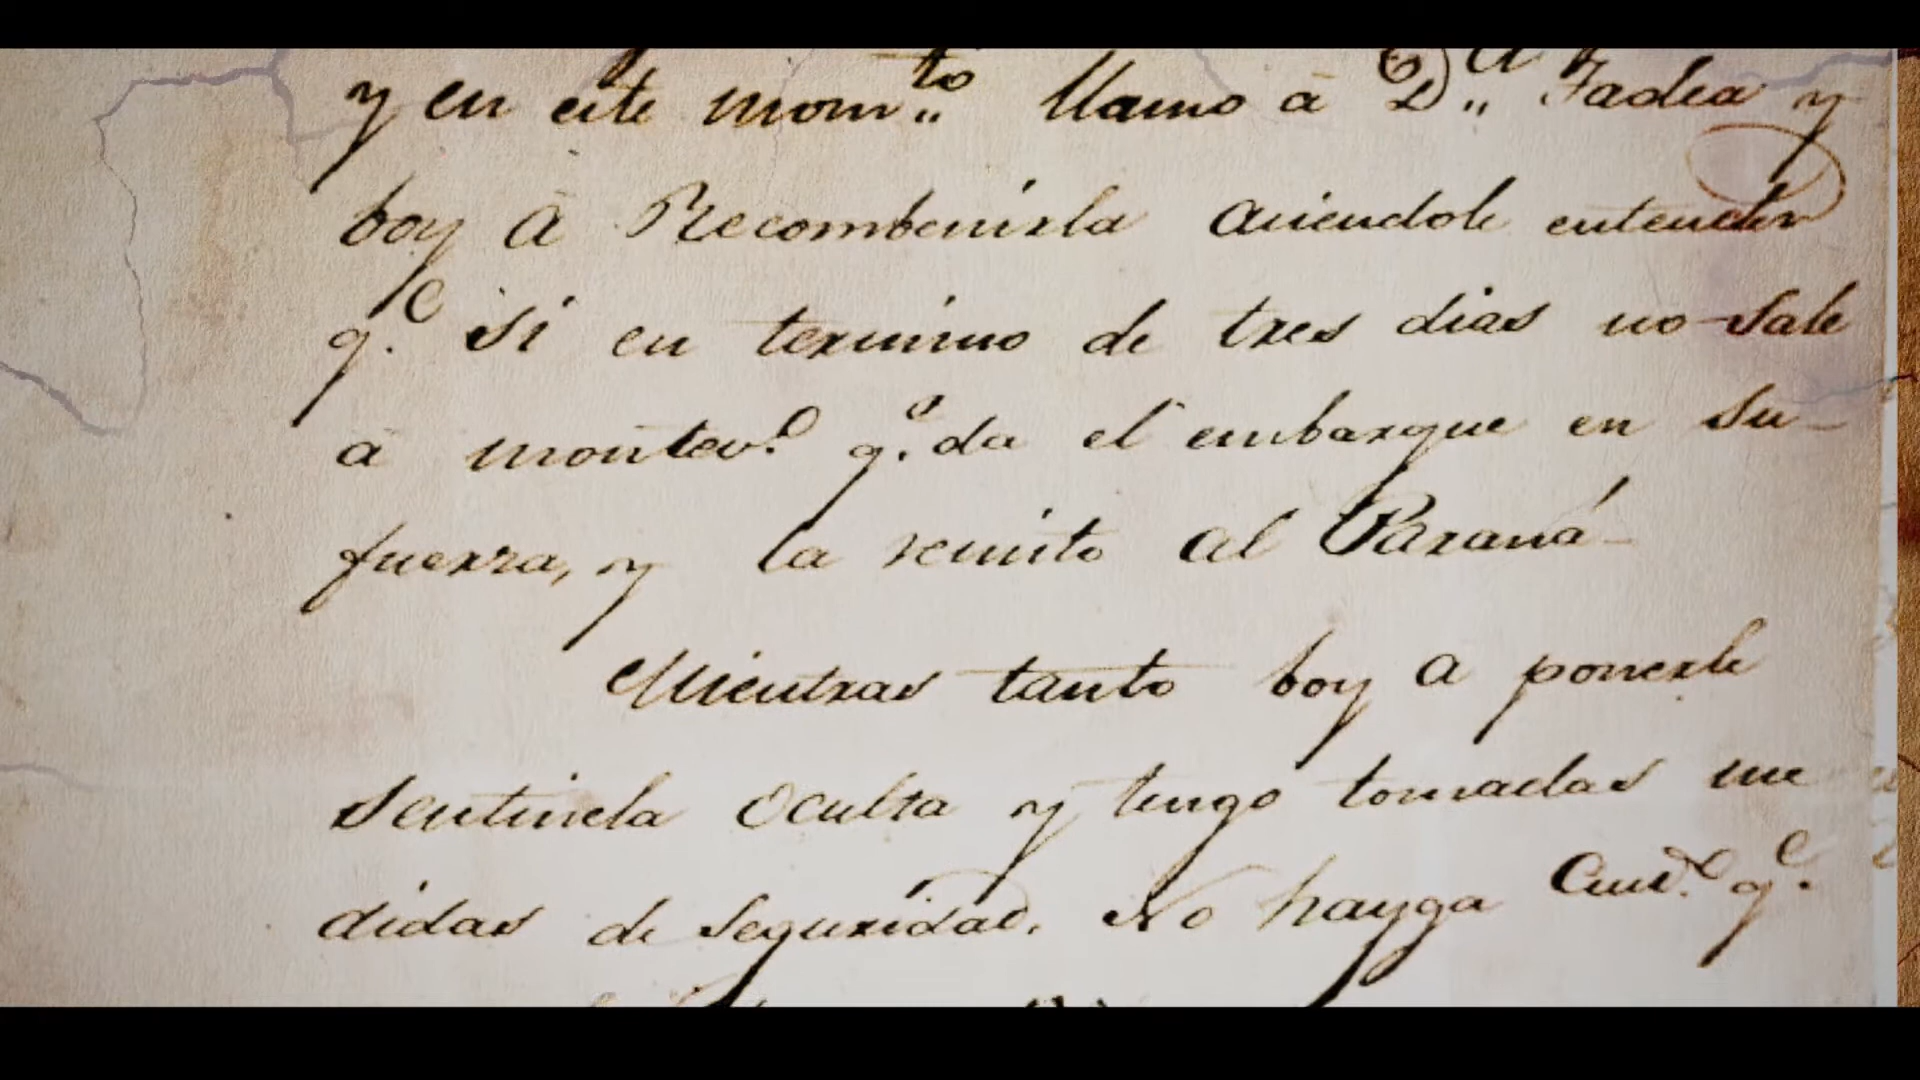 y en este mom.to llamo a D.a Tadea y
boy a Recombenirla aciendole entender
q.e si en termino de tres dias no sale
a montev.o q.e da el embarque en su
fuerza, y la remito al Paraná
Mientras tanto boy a ponerle
sentinela oculta y tengo tomadas me
didas de seguridad. No hayga Cuid.o q.e